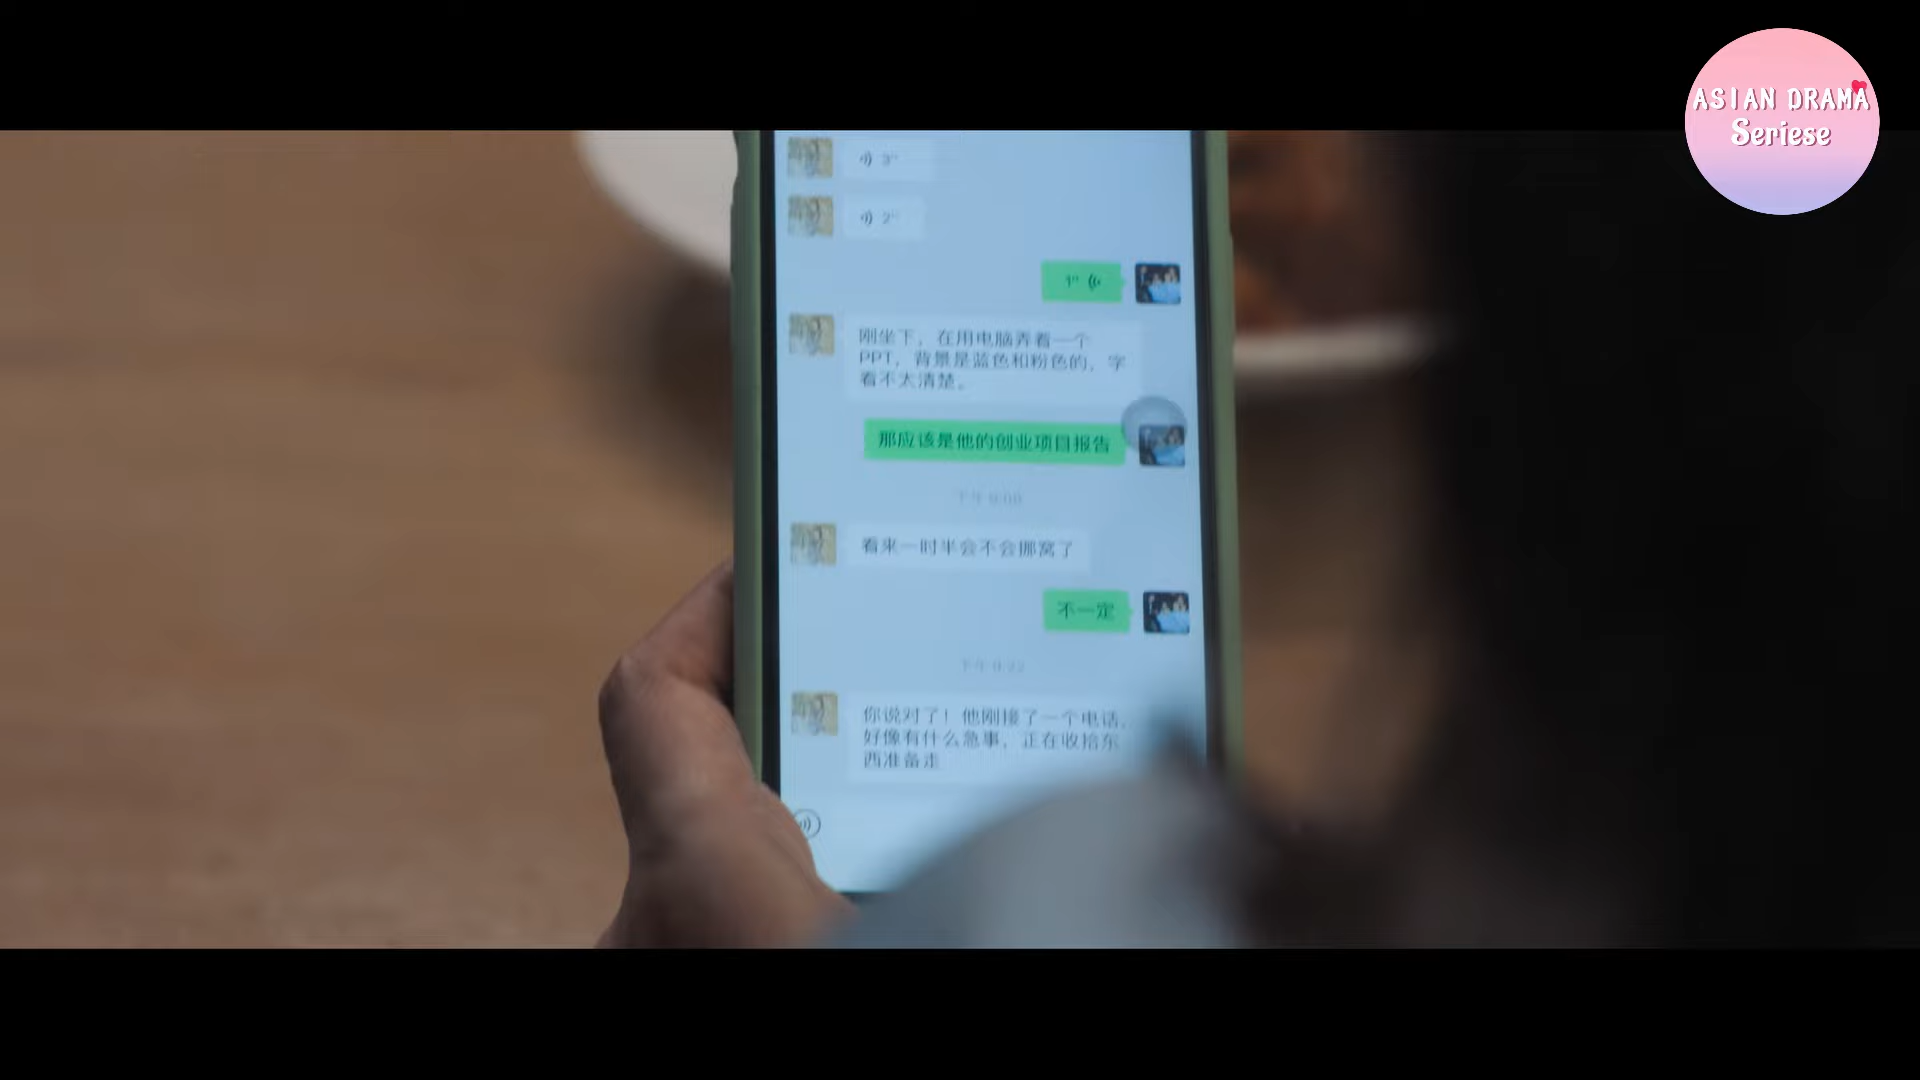 ASIAN DRAMA
Seriese
3"
2"
1"
刚坐下，在用电脑弄着一个
PPT，背景是蓝色和粉色的，字
看不太清楚。
那应该是他的创业项目报告
看来一时半会不会挪窝了
不一定
你说对了！他刚接了一个电话，
好像有什么急事，正在收拾东
西准备走